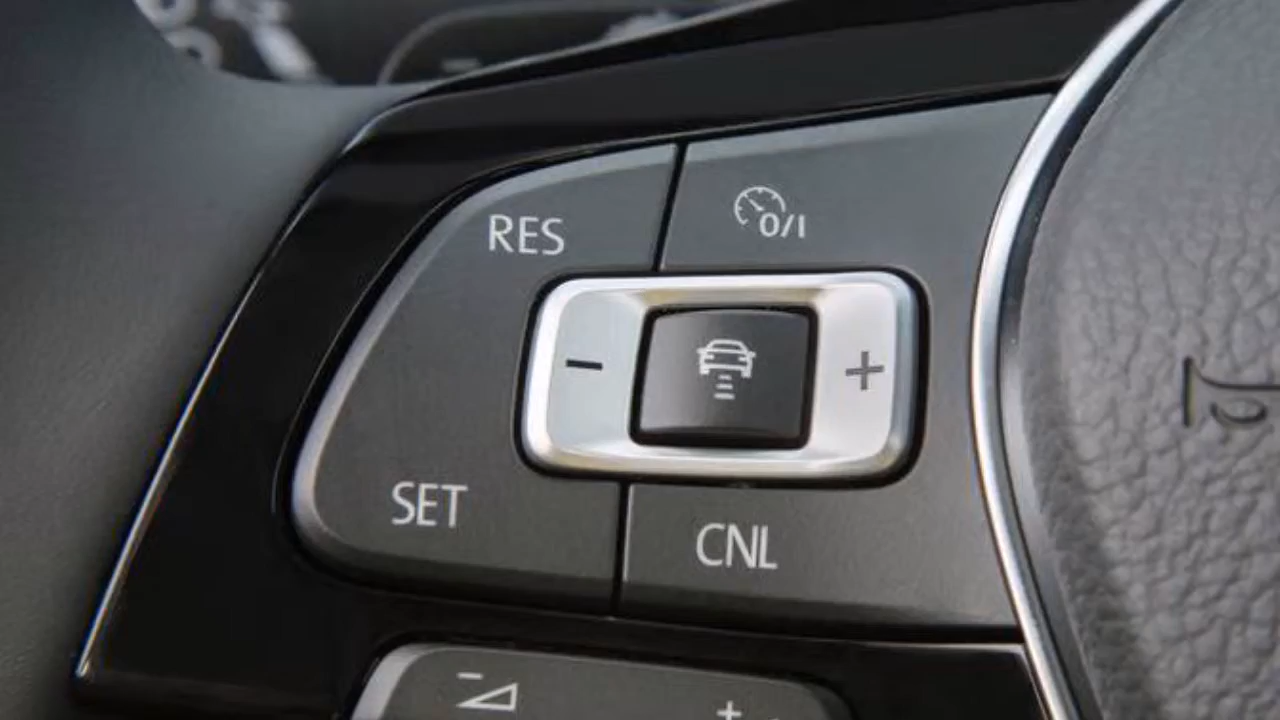 RES
0/I
- +
SET
CNL
- +